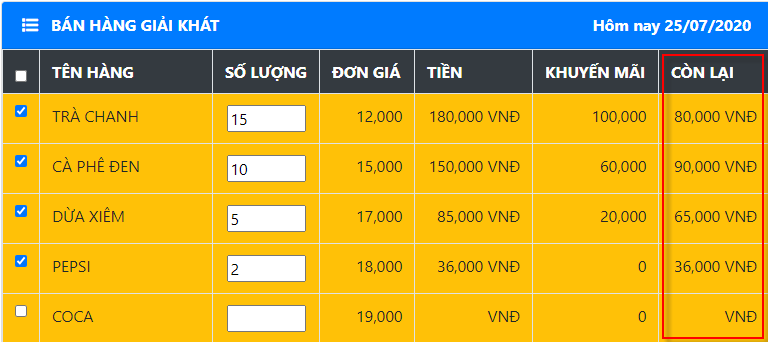 BÁN HÀNG GIẢI KHÁT Hôm nay 25/07/2020
TÊN HÀNG SỐ LƯỢNG ĐƠN GIÁ TIỀN KHUYẾN MÃI CÒN LẠI
TRÀ CHANH 15 12,000 180,000 VNĐ 100,000 80,000 VNĐ
CÀ PHÊ ĐEN 10 15,000 150,000 VNĐ 60,000 90,000 VNĐ
DỪA XIÊM 5 17,000 85,000 VNĐ 20,000 65,000 VNĐ
PEPSI 2 18,000 36,000 VNĐ 0 36,000 VNĐ
COCA 19,000 VNĐ 0 VNĐ